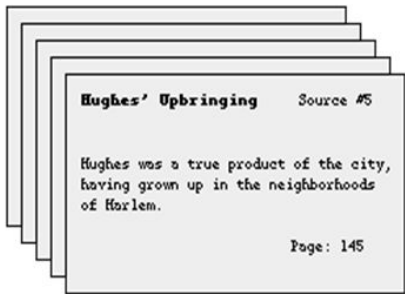 Hughes' Upbringing Source #5
Hughes was a true product of the city,
having grown up in the neighborhoods
of Harlem.
Page: 145